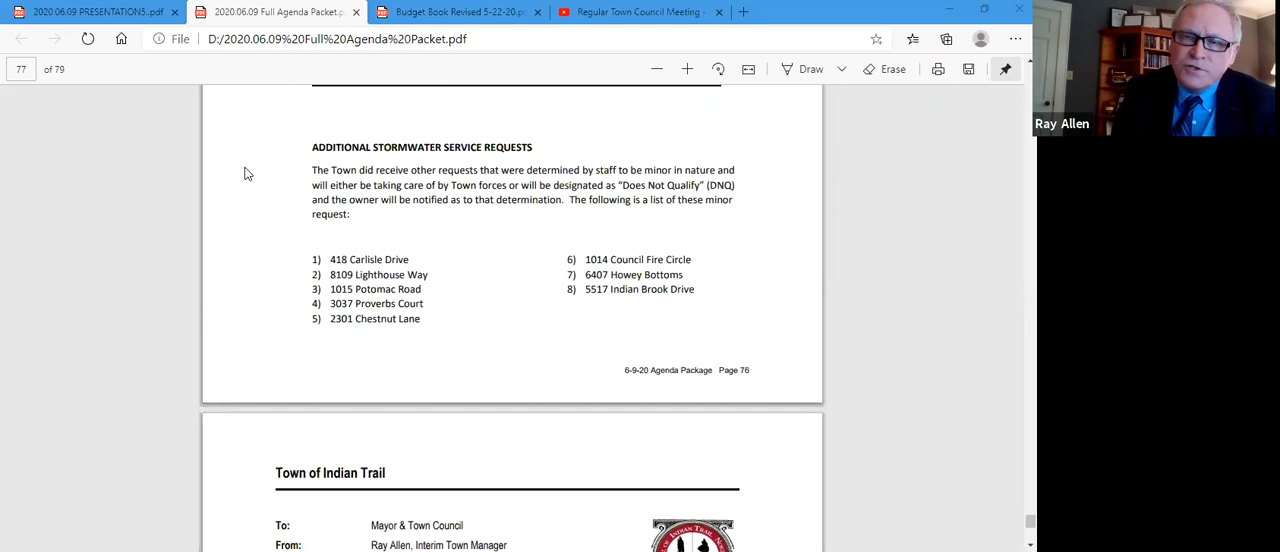 2020.06.09 PRESENTATION5.pdf
2020.06.09 Full Agenda Packet.p
Budget Book Revised 5-22-20.pc
Regular Town Council Meeting -
File
D:/2020.06.09%20Full%20Agenda%20Packet.pdf
77 of 79
Draw
Erase
Ray Allen
ADDITIONAL STORMWATER SERVICE REQUESTS
The Town did receive other requests that were determined by staff to be minor in nature and
will either be taking care of by Town forces or will be designated as “Does Not Qualify” (DNQ)
and the owner will be notified as to that determination. The following is a list of these minor
request:
1) 418 Carlisle Drive
2) 8109 Lighthouse Way
3) 1015 Potomac Road
4) 3037 Proverbs Court
5) 2301 Chestnut Lane
6) 1014 Council Fire Circle
7) 6407 Howey Bottoms
8) 5517 Indian Brook Drive
6-9-20 Agenda Package Page 76
Town of Indian Trail
To: Mayor & Town Council
From: Ray Allen, Interim Town Manager